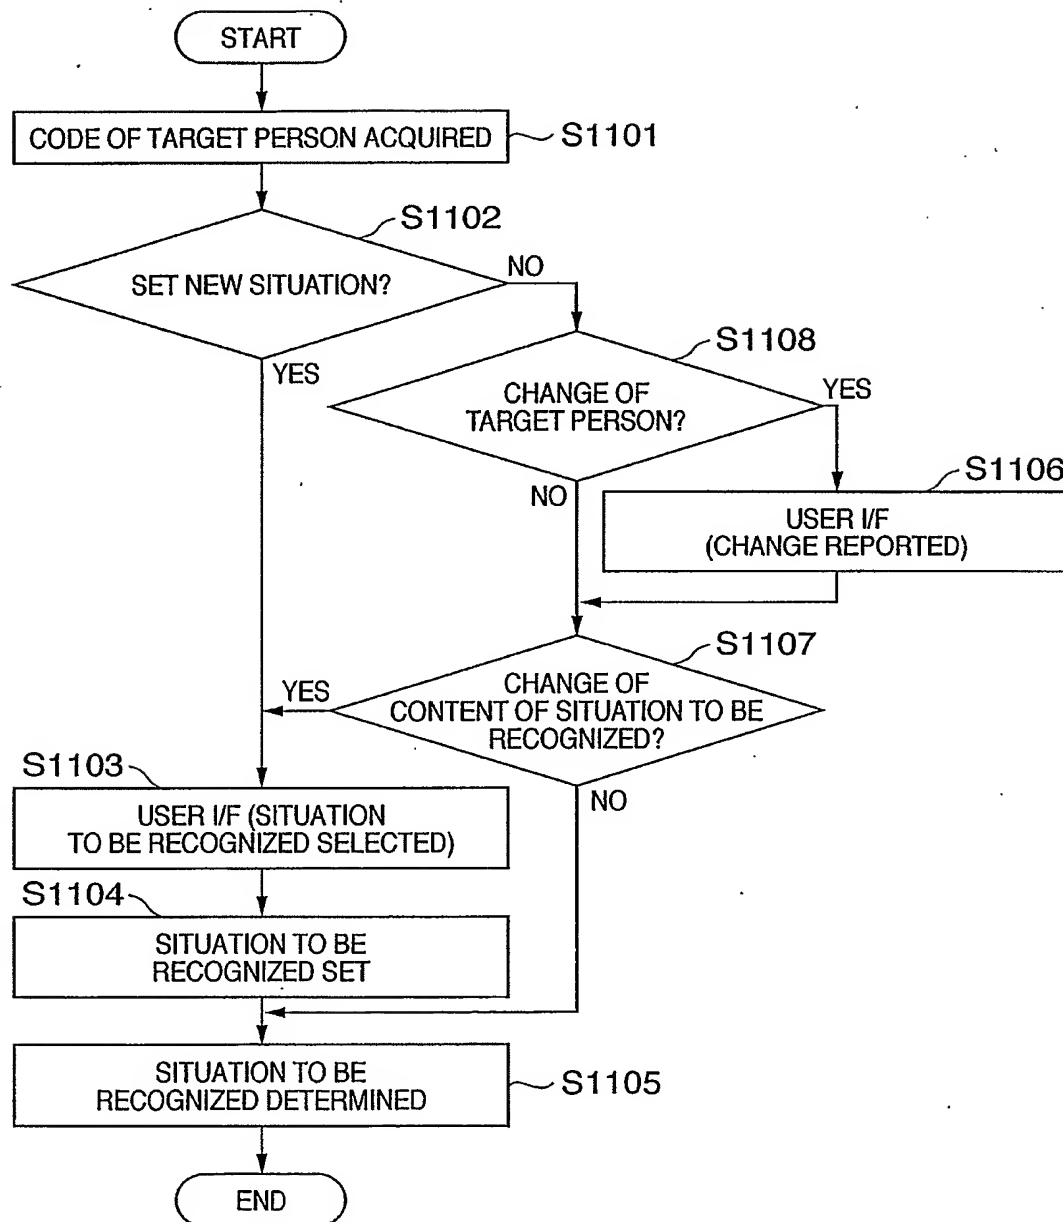 START
CODE OF TARGET PERSON ACQUIRED
S1101
S1102
SET NEW SITUATION?
NO
YES
S1108
CHANGE OF
TARGET PERSON?
YES
NO
S1106
USER I/F
(CHANGE REPORTED)
S1107
CHANGE OF
CONTENT OF SITUATION TO BE
RECOGNIZED?
YES
NO
S1103
USER I/F (SITUATION
TO BE RECOGNIZED SELECTED)
S1104
SITUATION TO BE
RECOGNIZED SET
SITUATION TO BE
RECOGNIZED DETERMINED
S1105
END